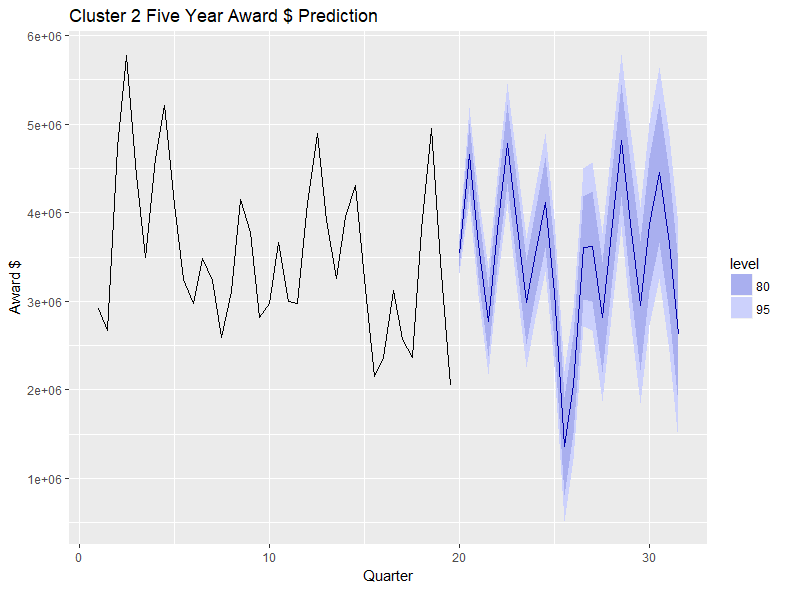 Cluster 2 Five Year Award $ Prediction
6e+06
5e+06
4e+06
3e+06
2e+06
1e+06
Award $
0
10
20
30
Quarter
level
80
95